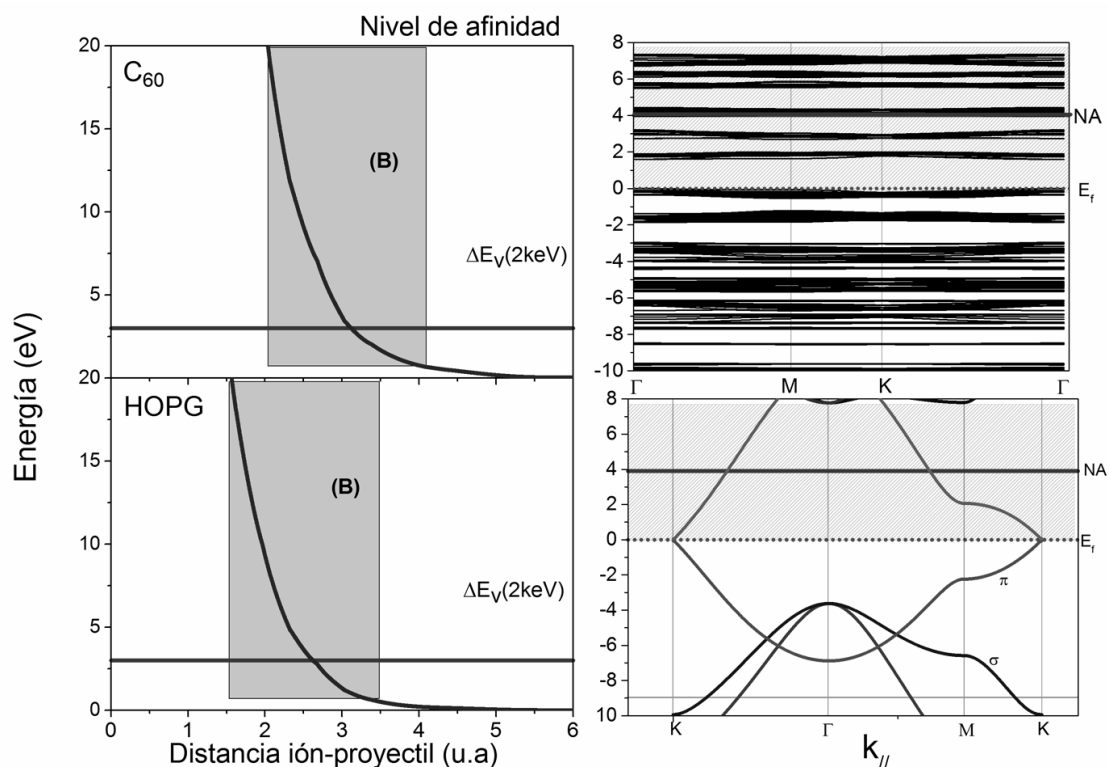 Nivel de afinidad
Energía (eV)
20
15
10
5
C60
(B)
ΔEV(2keV)
20
15
10
5
0
HOPG
(B)
ΔEV(2keV)
0 1 2 3 4 5 6
Distancia ión-proyectil (u.a)
8
6
4
2
0
-2
-4
-6
-8
-10
NA
Ef
Γ M K Γ
8
6
4
2
0
-2
-4
-6
-8
10
NA
Ef
π
σ
K Γ M K
k//